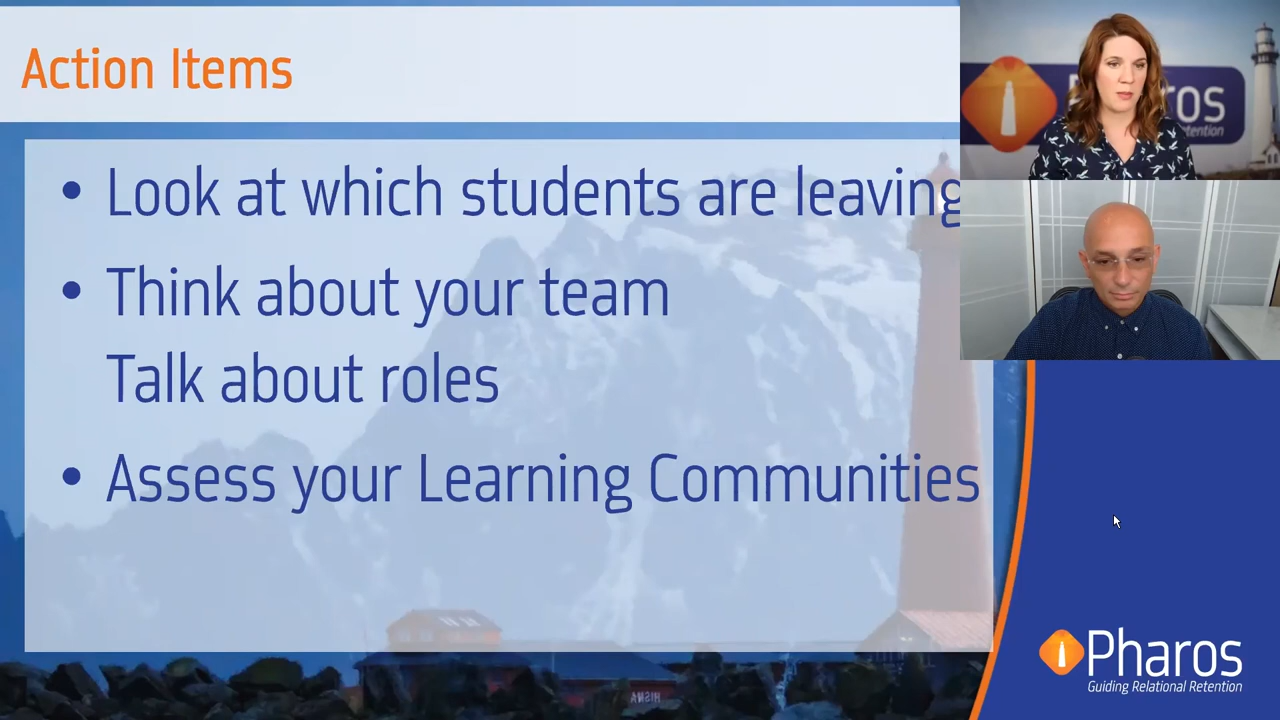 Action Items
• Look at which students are leaving
• Think about your team
Talk about roles
• Assess your Learning Communities
Pharos
Guiding Relational Retention